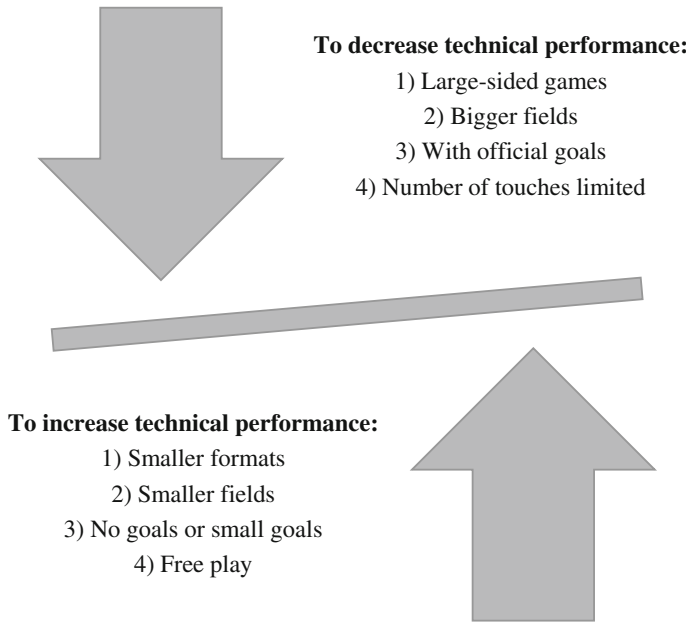 To decrease technical performance:
1) Large-sided games
2) Bigger fields
3) With official goals
4) Number of touches limited
To increase technical performance:
1) Smaller formats
2) Smaller fields
3) No goals or small goals
4) Free play